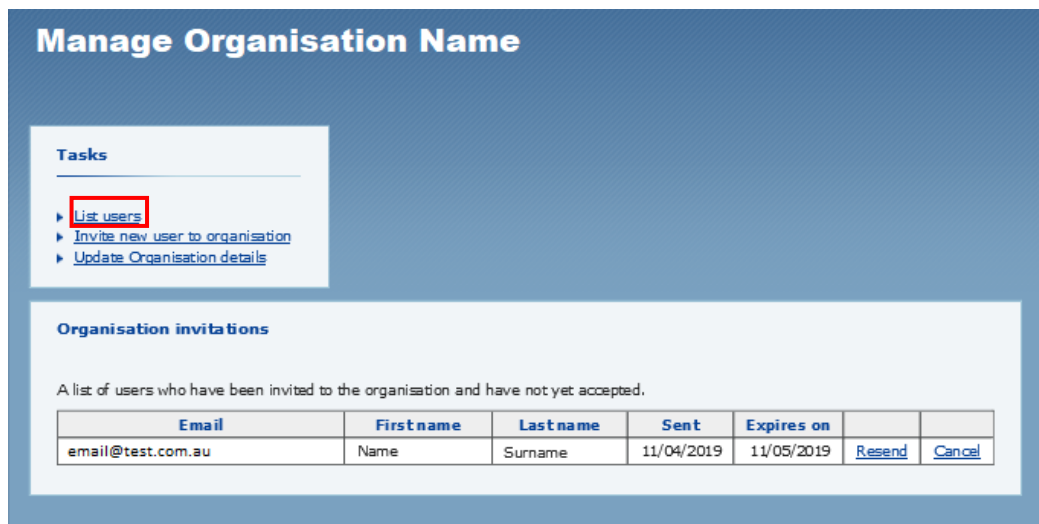 Manage Organisation Name
Tasks
List users
Invite new user to organisation
Update Organisation details
Organisation invitations
A list of users who have been invited to the organisation and have not yet accepted.
Email First name Last name Sent Expires on
email@test.com.au Name Surname 11/04/2019 11/05/2019 Resend Cancel